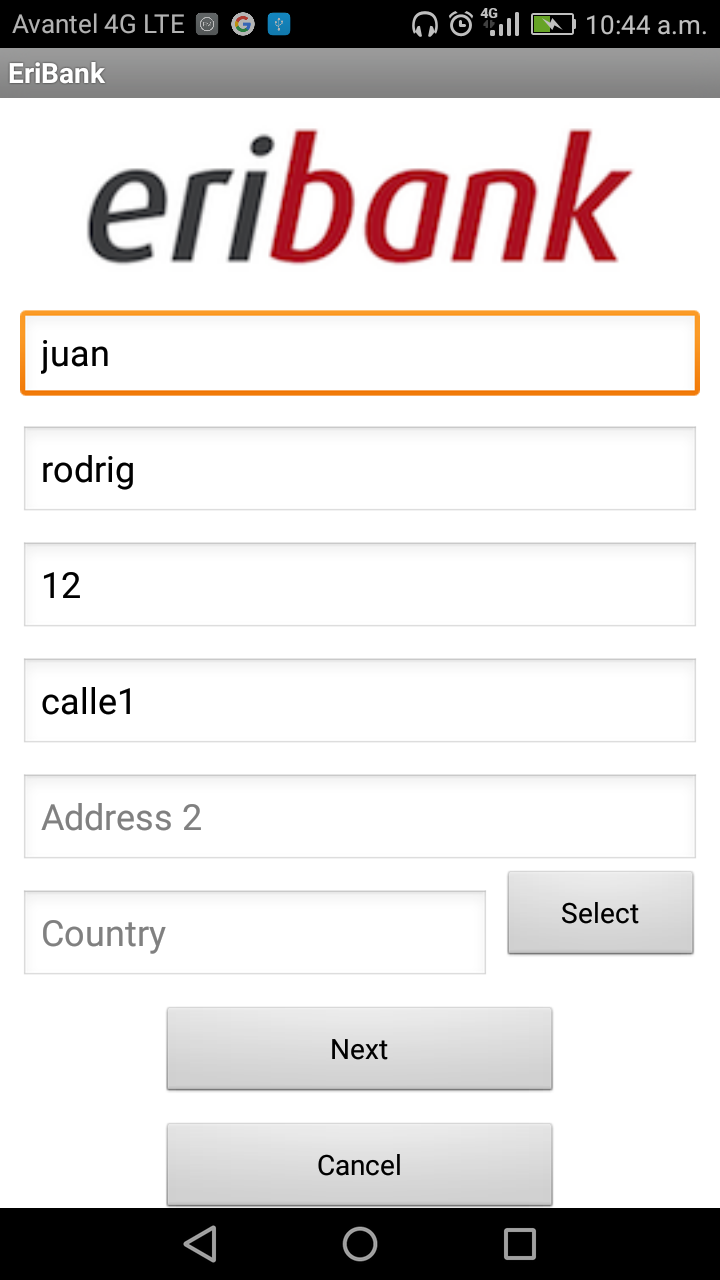 Avantel 4G LTE 4G 10:44 a.m.
EriBank
eribank
juan
rodrig
12
calle1
Address 2
Country
Select
Next
Cancel